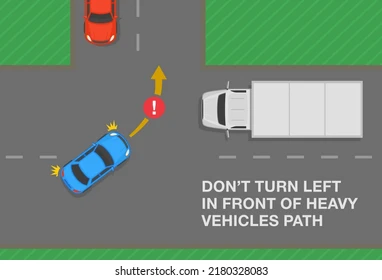 !
DON'T TURN LEFT
IN FRONT OF HEAVY
VEHICLES PATH
shutterstock.com · 2180328083